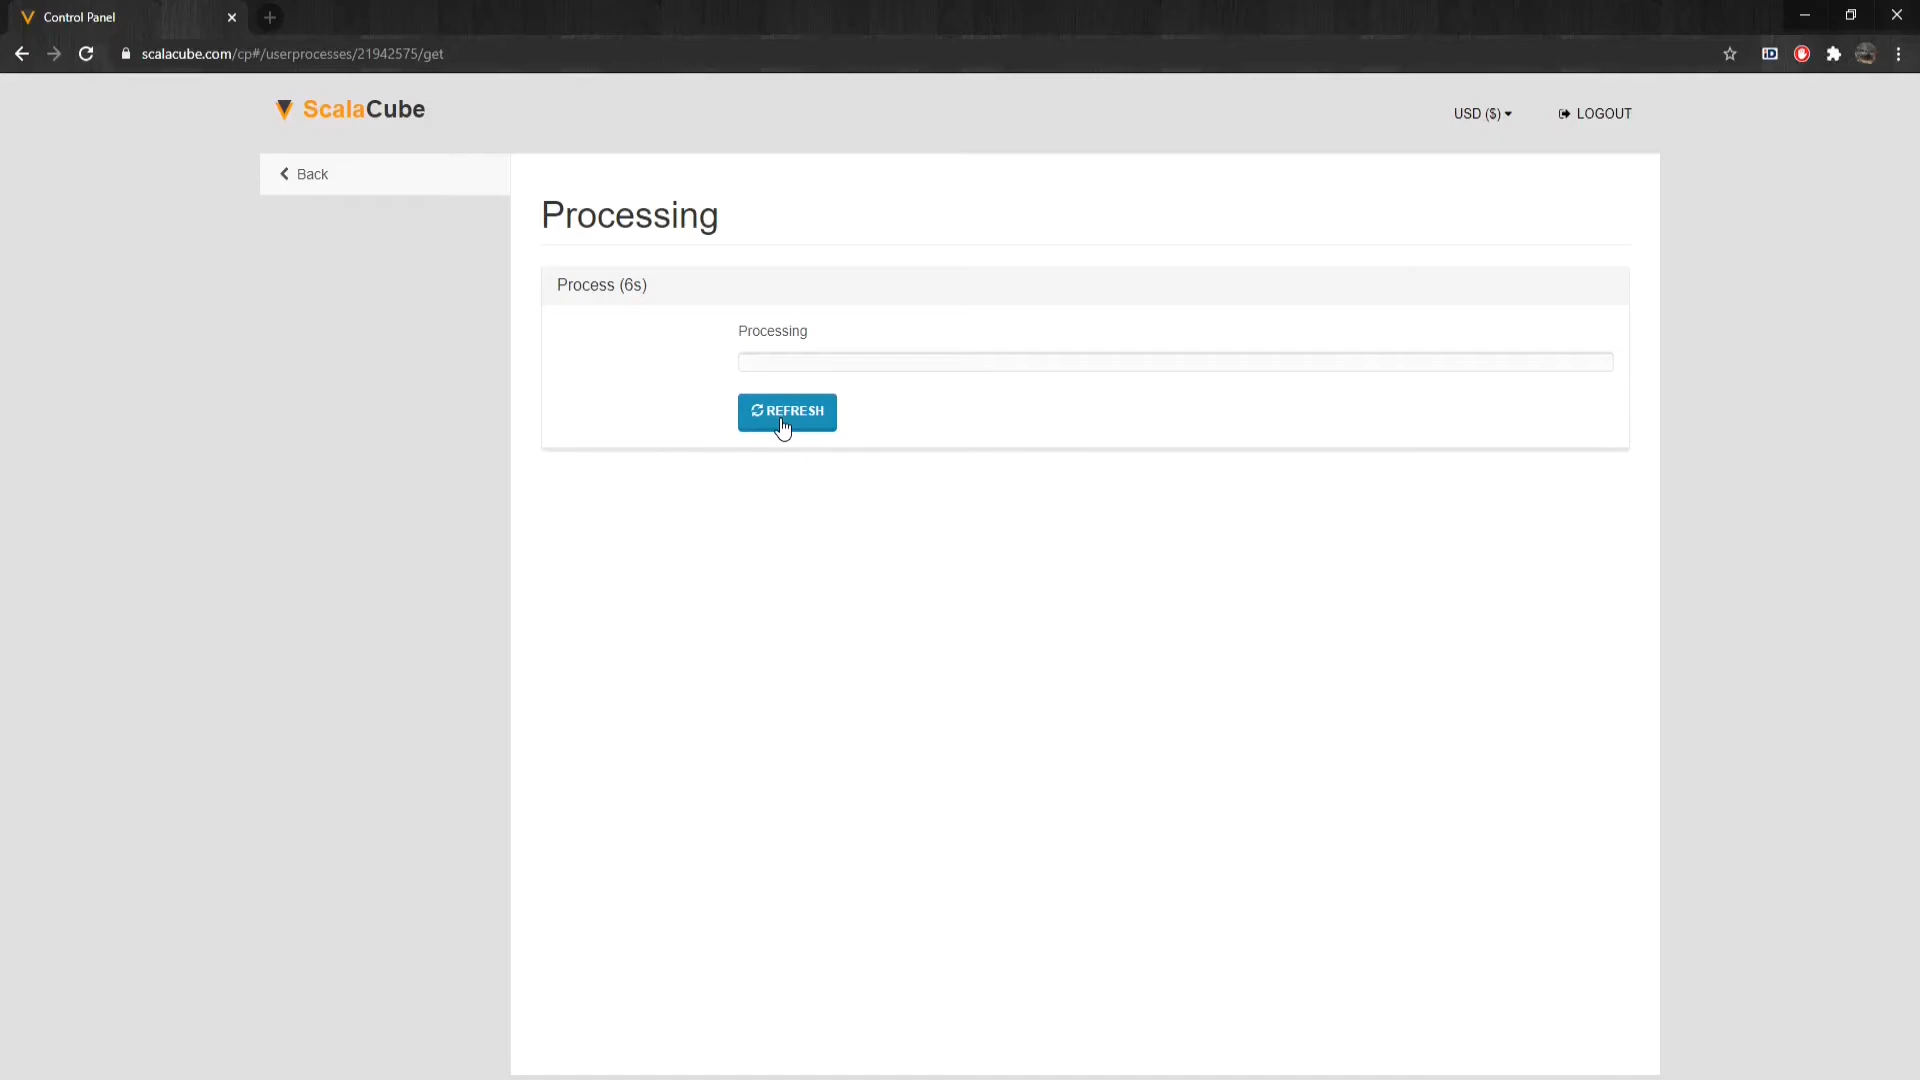 Control Panel
scalacube.com/cp#/userprocesses/21942575/get
ScalaCube
USD ($)
LOGOUT
Back
Processing
Process (6s)
Processing
REFRESH